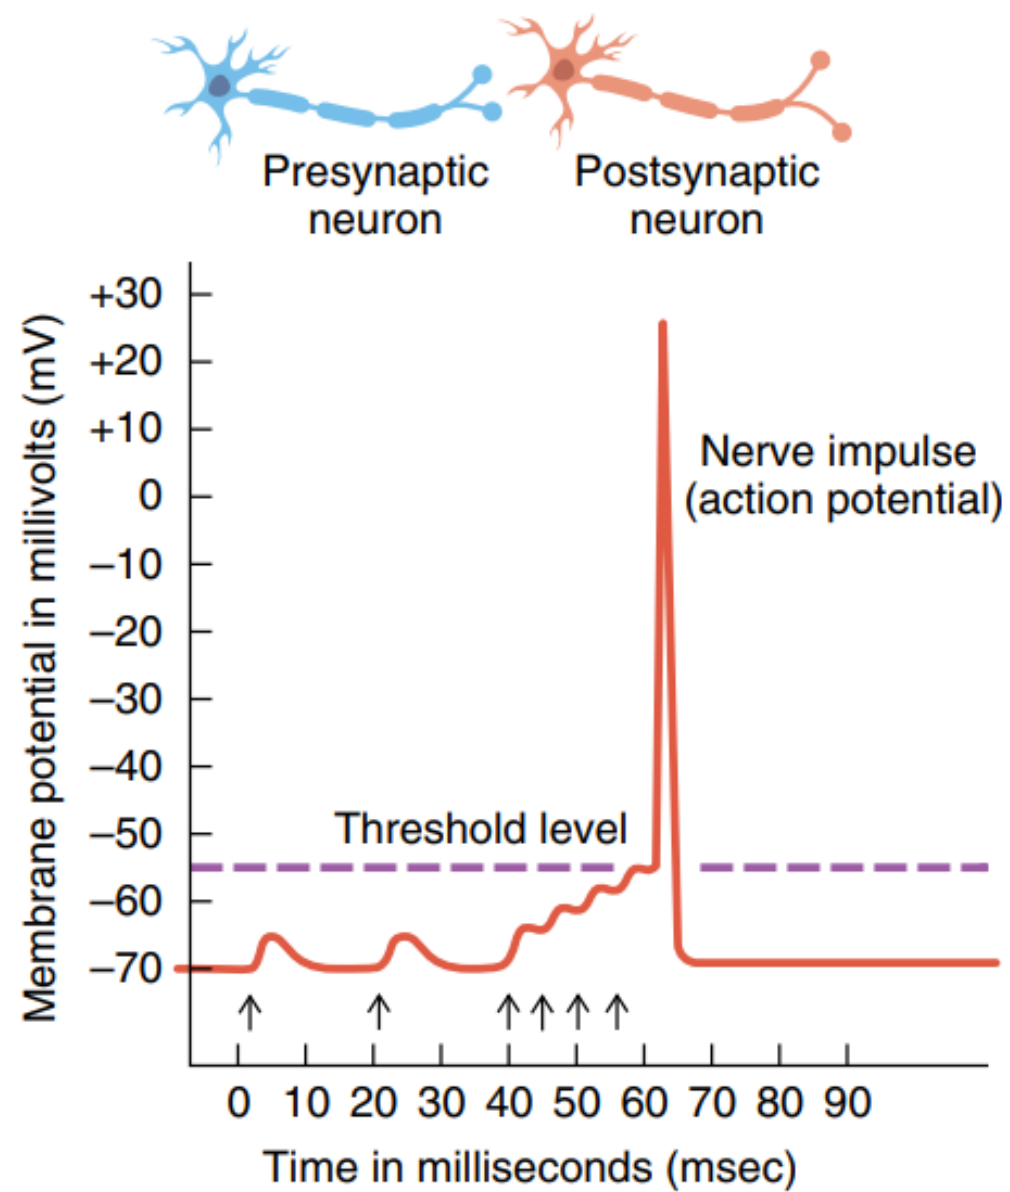 Presynaptic
neuron
Postsynaptic
neuron
Membrane potential in millivolts (mV)
+30
+20
+10
0
–10
–20
–30
–40
–50
–60
–70
Nerve impulse
(action potential)
Threshold level
0 10 20 30 40 50 60 70 80 90
Time in milliseconds (msec)